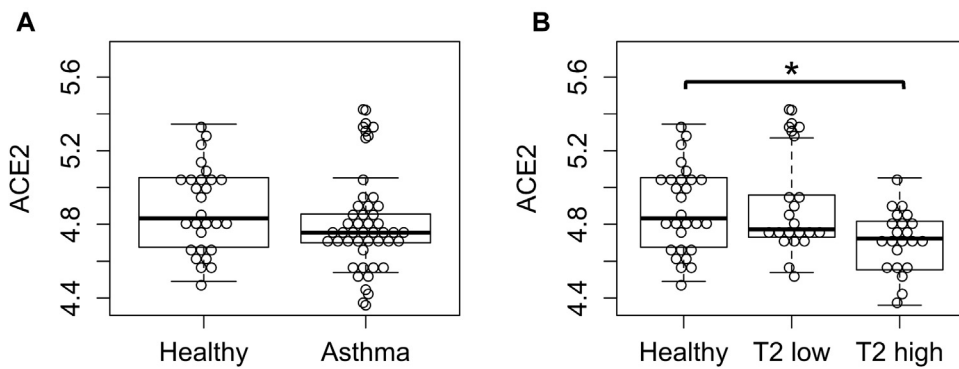 A
ACE2
5.6
5.2
4.8
4.4
Healthy
Asthma
B
ACE2
5.6
5.2
4.8
4.4
*
Healthy
T2 low
T2 high